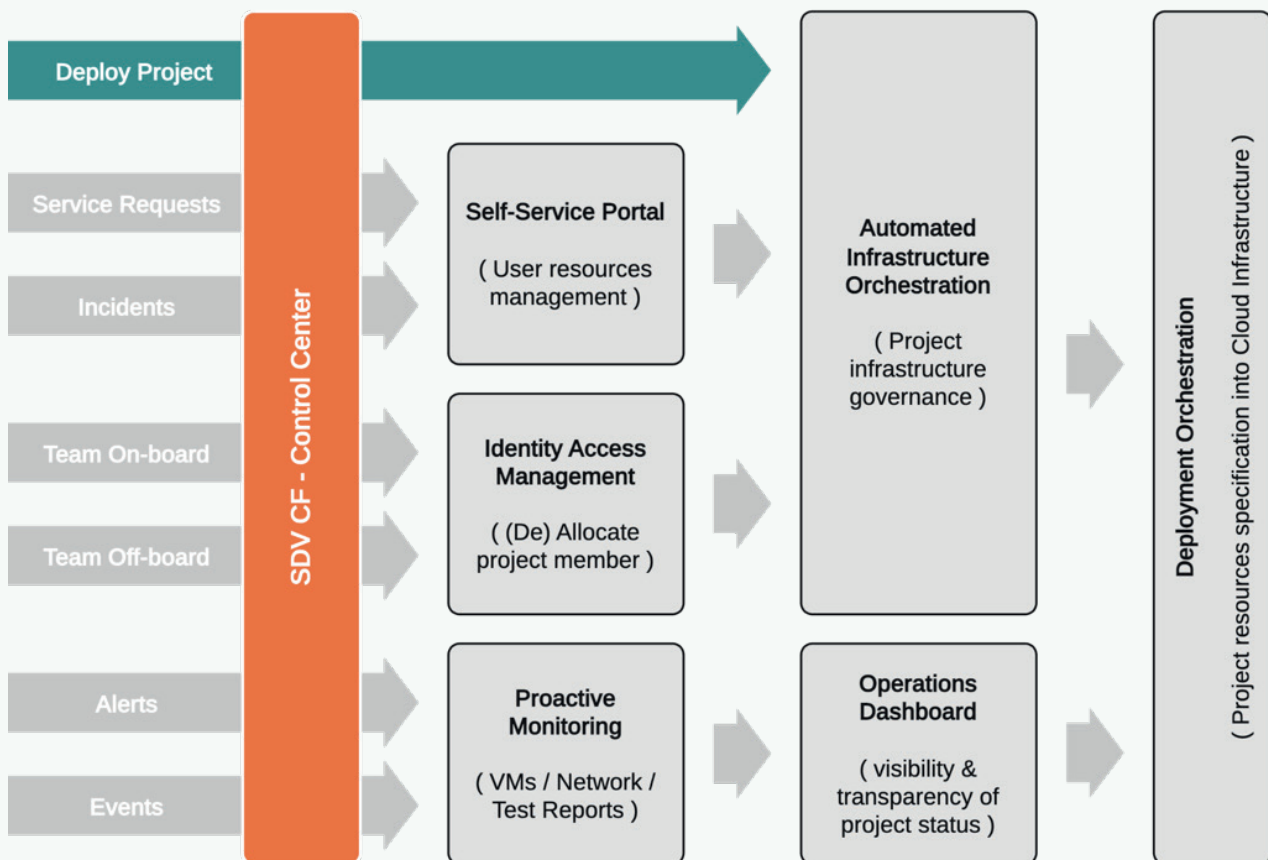 Deploy Project
Service Requests
Incidents
Team On-board
Team Off-board
Alerts
Events
SDV CF - Control Center
Self-Service Portal
( User resources
management )
Identity Access
Management
( (De) Allocate
project member )
Proactive
Monitoring
( VMs / Network /
Test Reports )
Automated
Infrastructure
Orchestration
( Project
infrastructure
governance )
Operations
Dashboard
( visibility &
transparency of
project status )
Deployment Orchestration
( Project resources specification into Cloud Infrastructure )